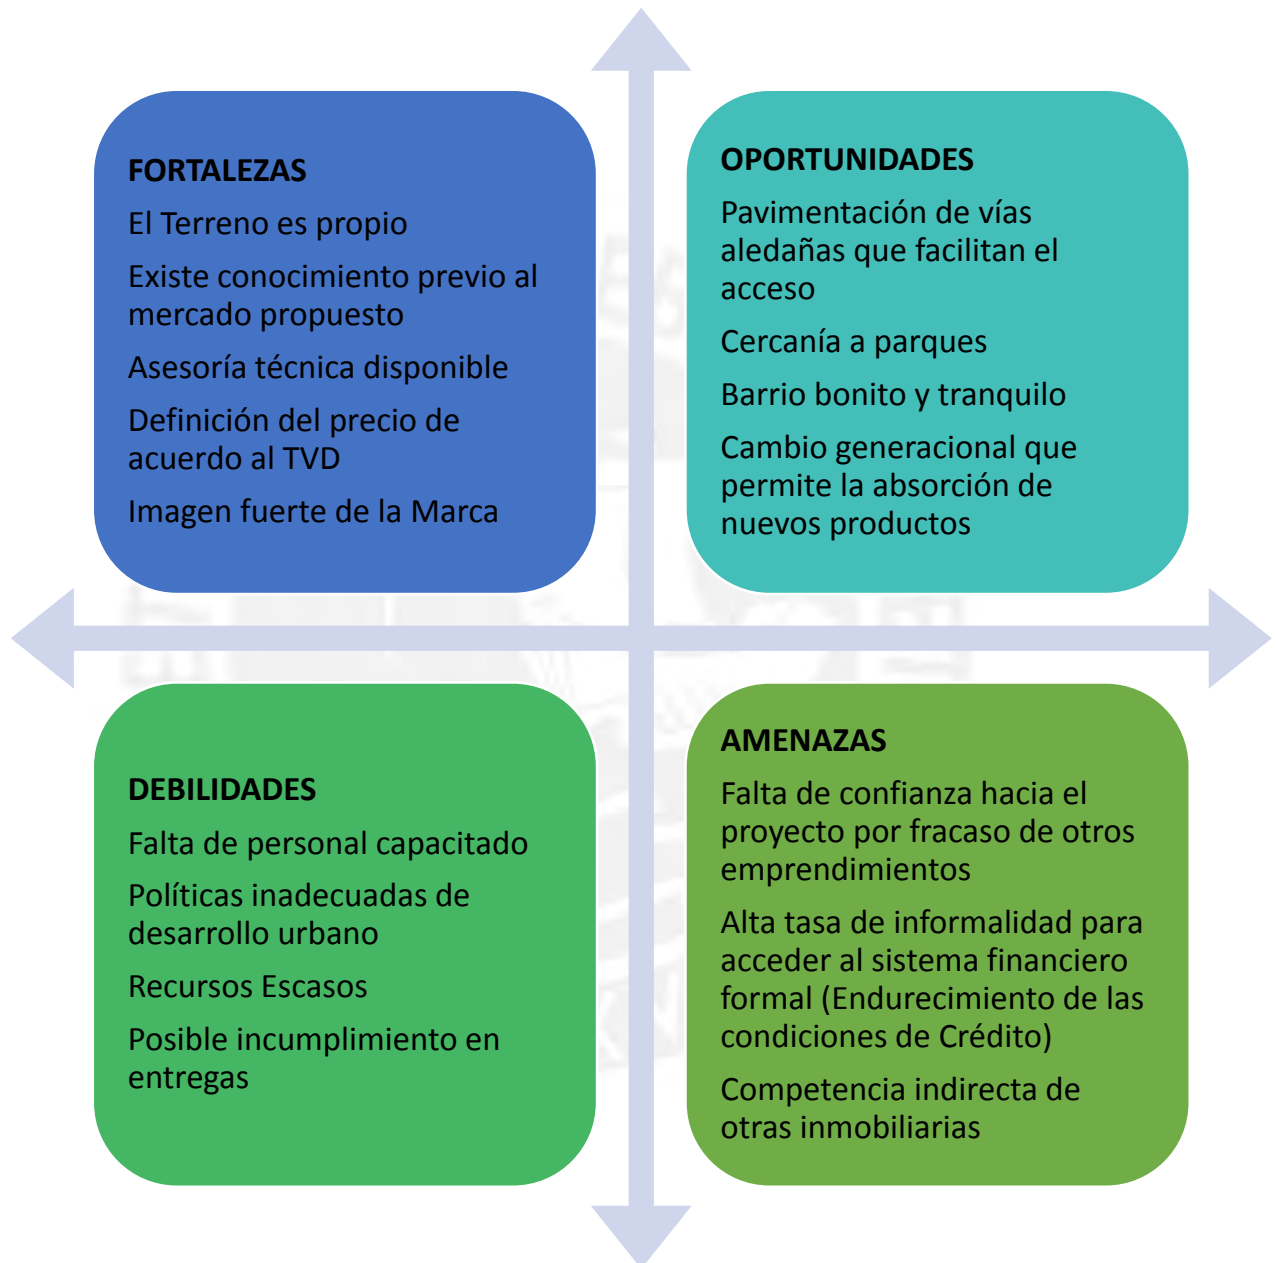 FORTALEZAS
El Terreno es propio
Existe conocimiento previo al
mercado propuesto
Asesoría técnica disponible
Definición del precio de
acuerdo al TVD
Imagen fuerte de la Marca
OPORTUNIDADES
Pavimentación de vías
aledañas que facilitan el
acceso
Cercanía a parques
Barrio bonito y tranquilo
Cambio generacional que
permite la absorción de
nuevos productos
DEBILIDADES
Falta de personal capacitado
Políticas inadecuadas de
desarrollo urbano
Recursos Escasos
Posible incumplimiento en
entregas
AMENAZAS
Falta de confianza hacia el
proyecto por fracaso de otros
emprendimientos
Alta tasa de informalidad para
acceder al sistema financiero
formal (Endurecimiento de las
condiciones de Crédito)
Competencia indirecta de
otras inmobiliarias